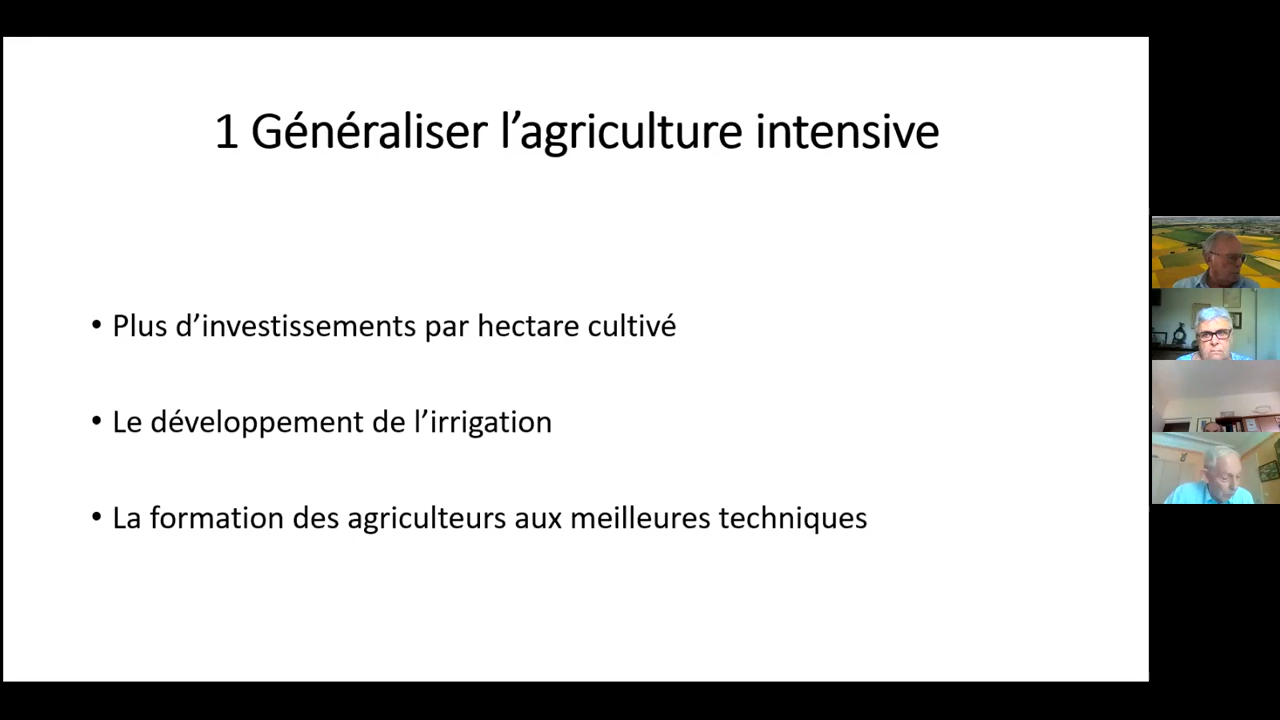 1 Généraliser l’agriculture intensive
• Plus d’investissements par hectare cultivé
• Le développement de l’irrigation
• La formation des agriculteurs aux meilleures techniques